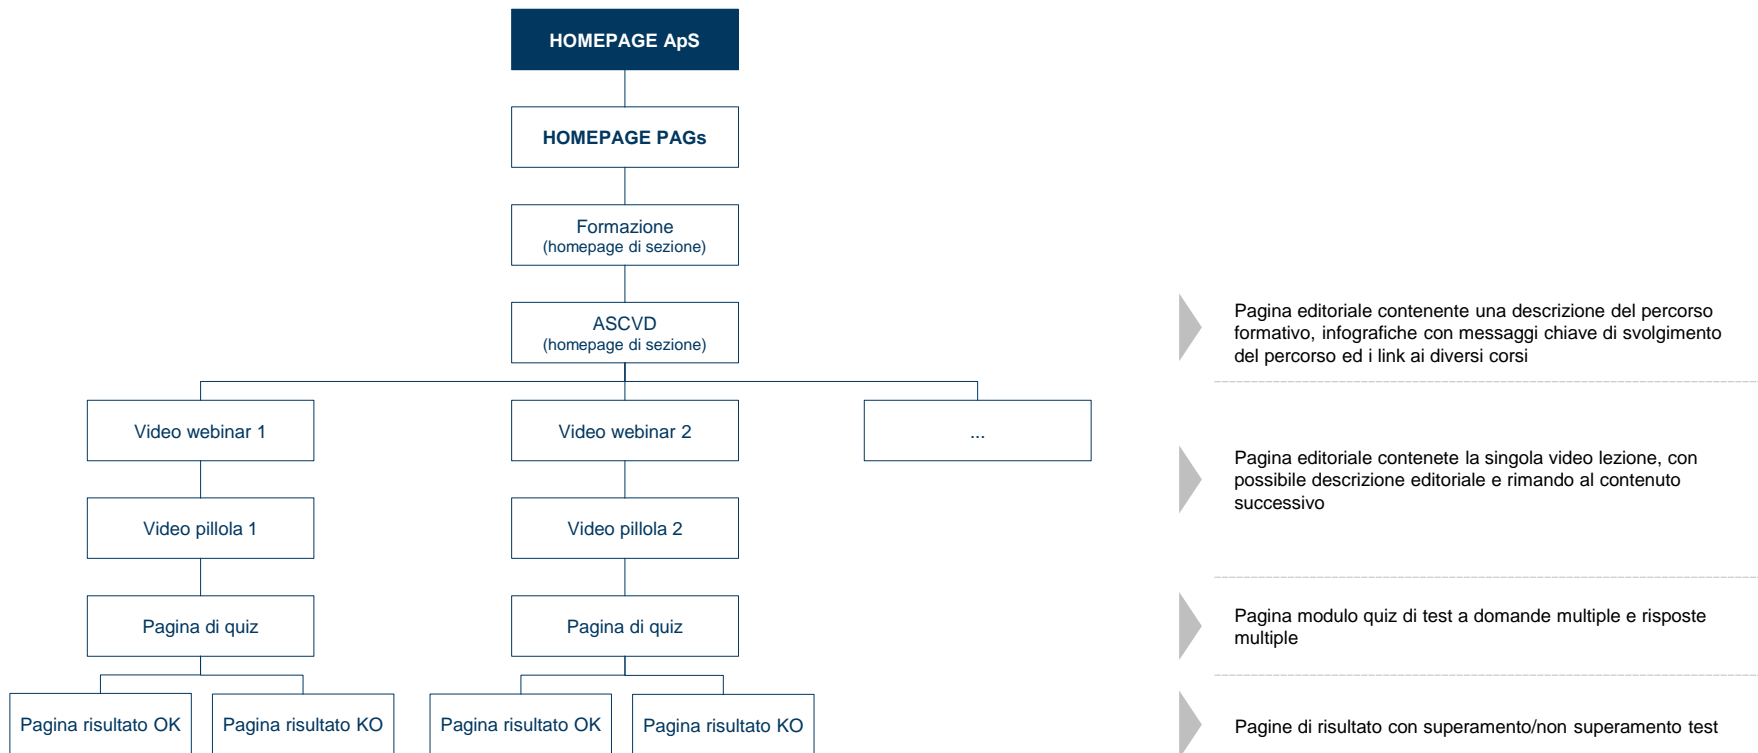 HOMEPAGE ApS
HOMEPAGE PAGs
Formazione
(homepage di sezione)
ASCVD
(homepage di sezione)
Pagina editoriale contenente una descrizione del percorso
formativo, infografiche con messaggi chiave di svolgimento
del percorso ed i link ai diversi corsi
Video webinar 1
Video webinar 2
...
Pagina editoriale contenete la singola video lezione, con
possibile descrizione editoriale e rimando al contenuto
successivo
Video pillola 1
Video pillola 2
Pagina di quiz
Pagina di quiz
Pagina modulo quiz di test a domande multiple e risposte
multiple
Pagina risultato OK
Pagina risultato KO
Pagina risultato OK
Pagina risultato KO
Pagine di risultato con superamento/non superamento test